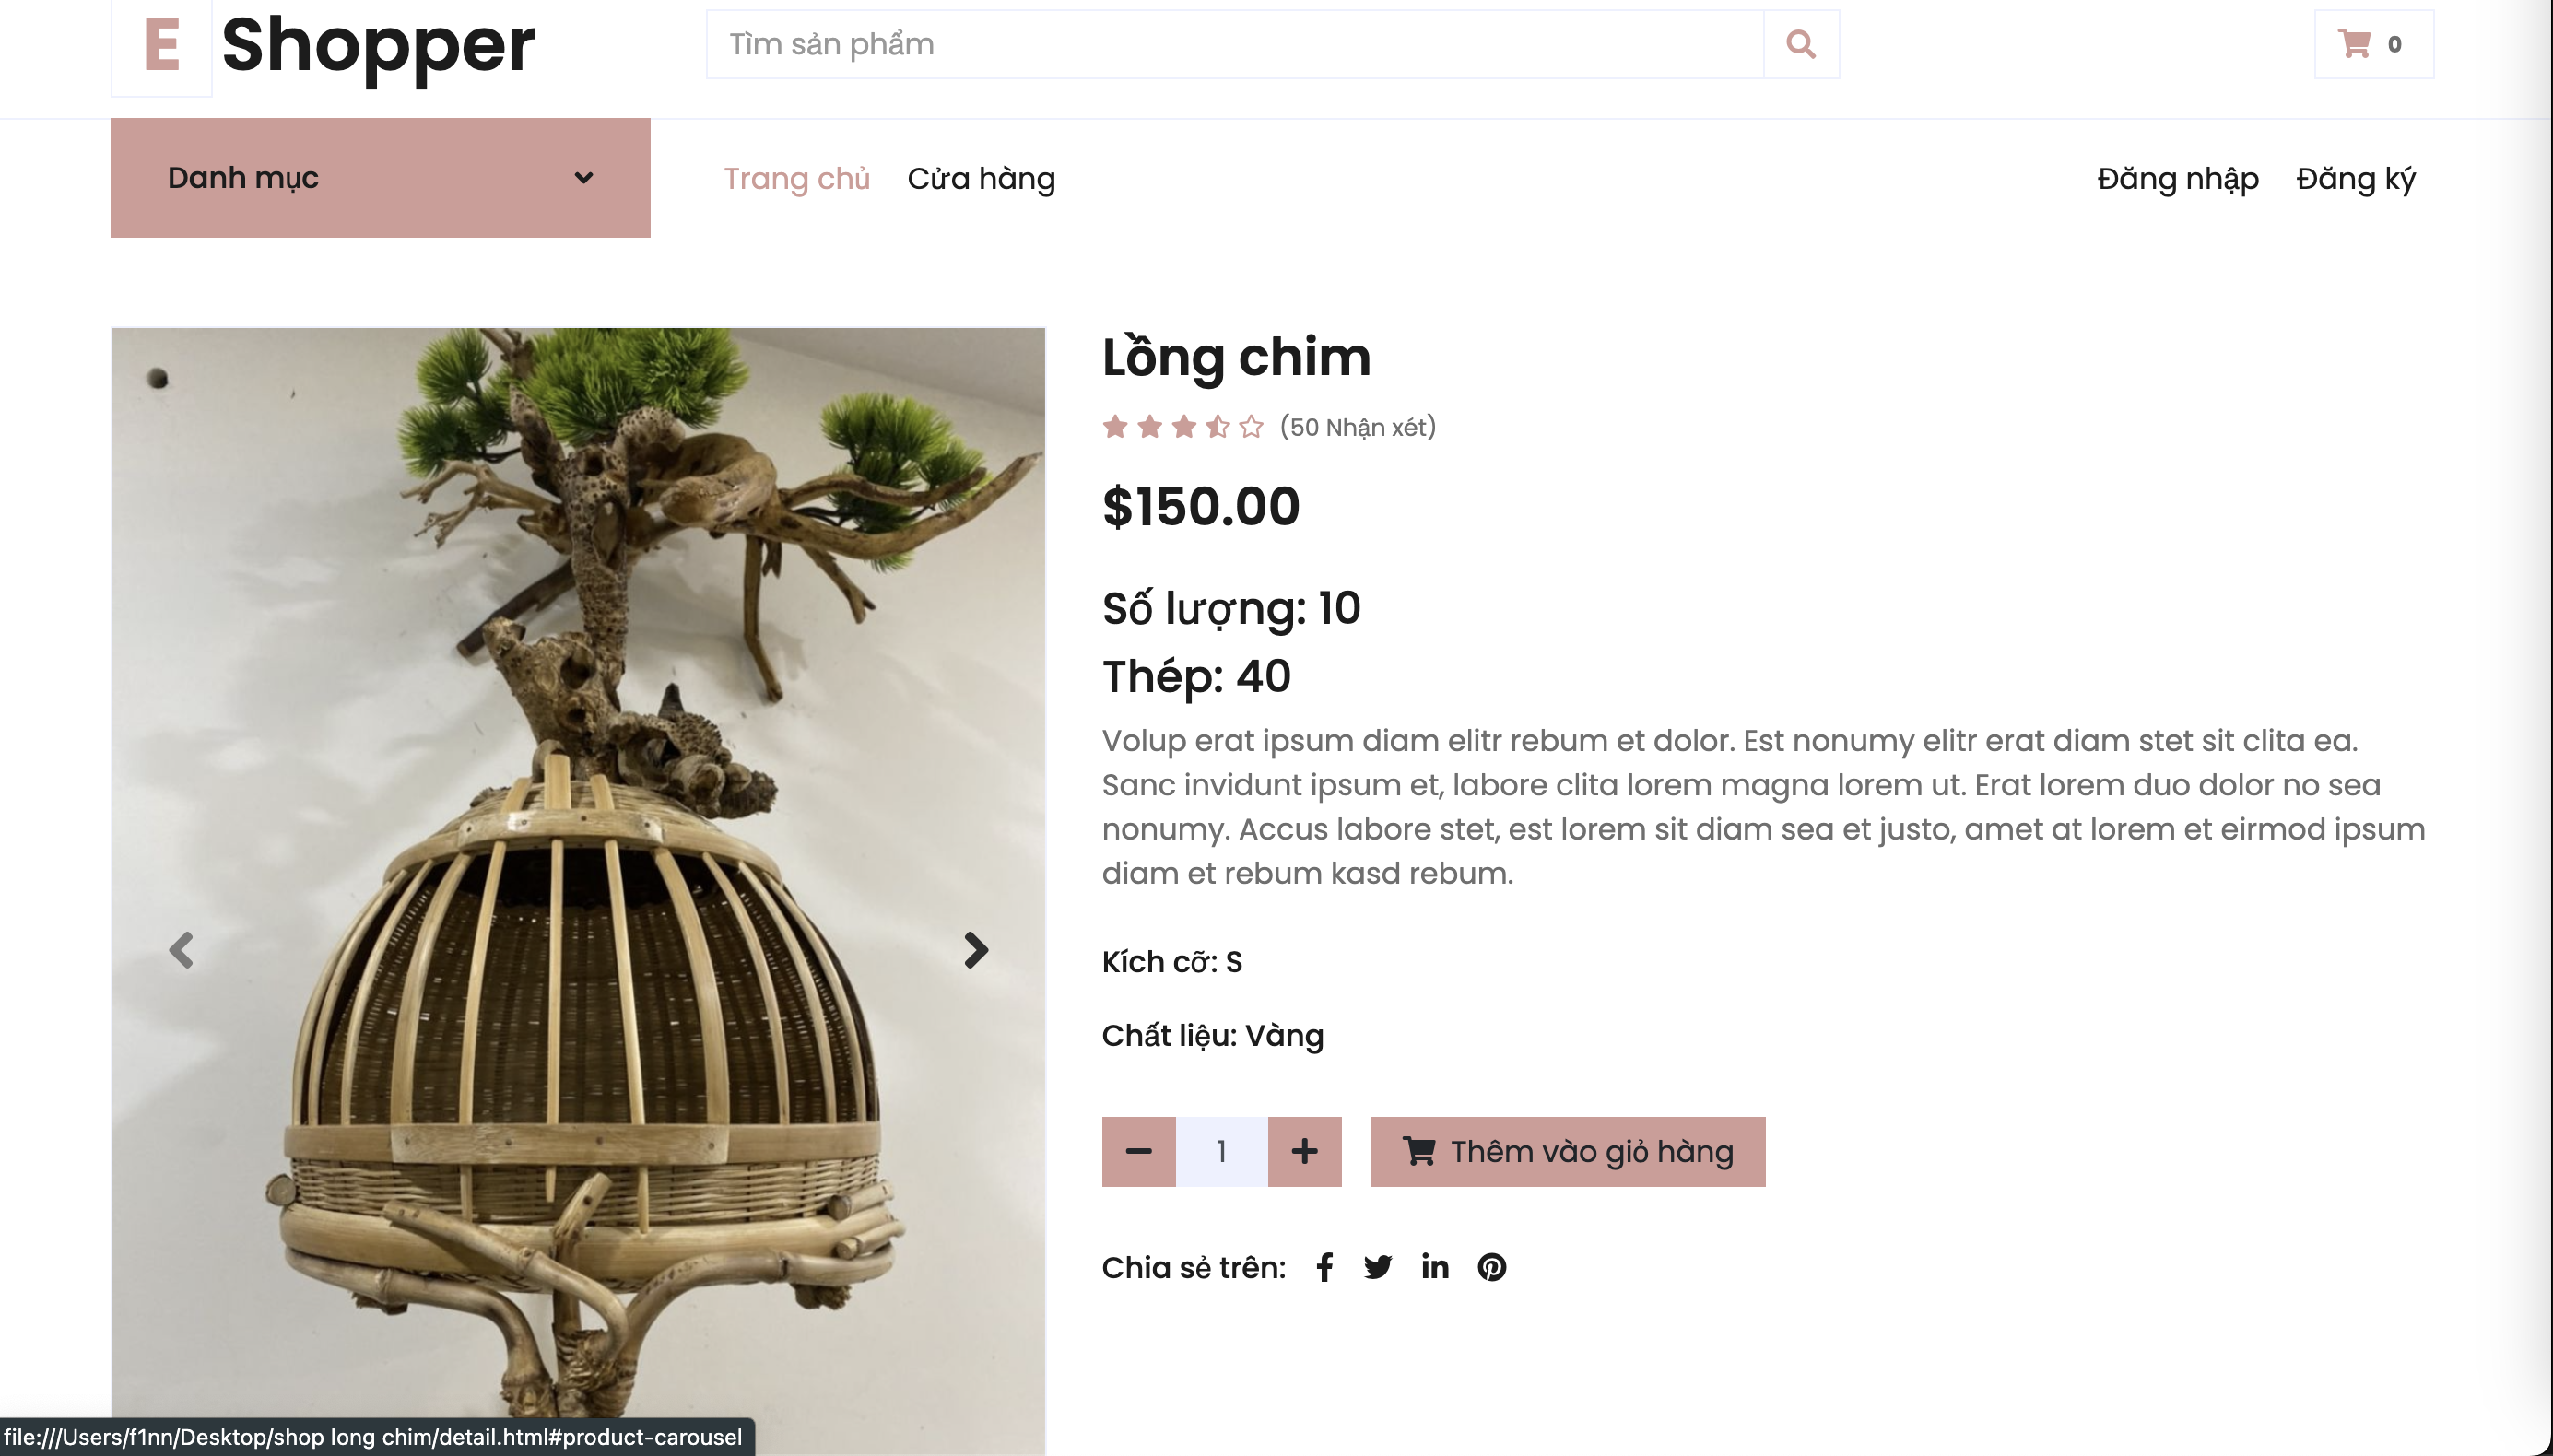 E Shopper
Tìm sản phẩm
0
Danh mục
Trang chủ
Cửa hàng
Đăng nhập
Đăng ký
Lồng chim
(50 Nhận xét)
$150.00
Số lượng: 10
Thép: 40
Volup erat ipsum diam elitr rebum et dolor. Est nonumy elitr erat diam stet sit clita ea.
Sanc invidunt ipsum et, labore clita lorem magna lorem ut. Erat lorem duo dolor no sea
nonumy. Accus labore stet, est lorem sit diam sea et justo, amet at lorem et eirmod ipsum
diam et rebum kasd rebum.
Kích cỡ: S
Chất liệu: Vàng
1
Thêm vào giỏ hàng
Chia sẻ trên:
file:///Users/f1nn/Desktop/shop long chim/detail.html#product-carousel